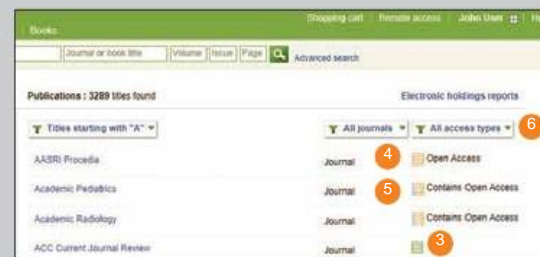 Shopping cart Remote access John User
Books
Journal or book title Volume Issue Page Advanced search
Publications : 3289 titles found Electronic holdings reports
Titles starting with "A" All journals All access types 6
AASRI Procedia Journal 4 Open Access
Academic Pediatrics Journal 5 Contains Open Access
Academic Radiology Journal Contains Open Access
ACC Current Journal Review Journal 3